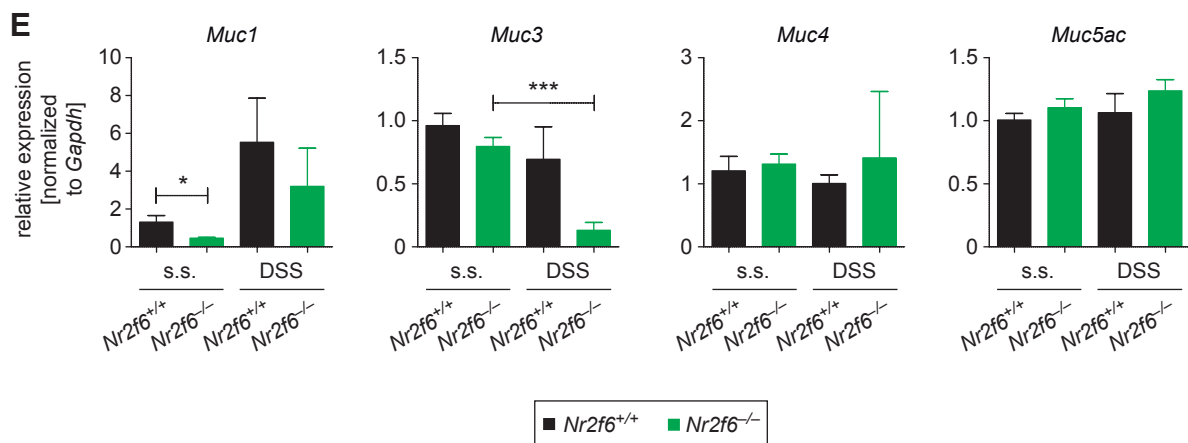 E
Muc1
Muc3
Muc4
Muc5ac
relative expression
[normalized
to Gapdh]
10
8
6
4
2
0
*
1.5
1.0
0.5
0
***
3
2
1
0
1.5
1.0
0.5
0
s.s. DSS
s.s. DSS
s.s. DSS
s.s. DSS
Nr2f6+/+ Nr2f6–/– Nr2f6+/+ Nr2f6–/–
Nr2f6+/+ Nr2f6–/– Nr2f6+/+ Nr2f6–/–
Nr2f6+/+ Nr2f6–/– Nr2f6+/+ Nr2f6–/–
Nr2f6+/+ Nr2f6–/– Nr2f6+/+ Nr2f6–/–
Nr2f6+/+ Nr2f6–/–